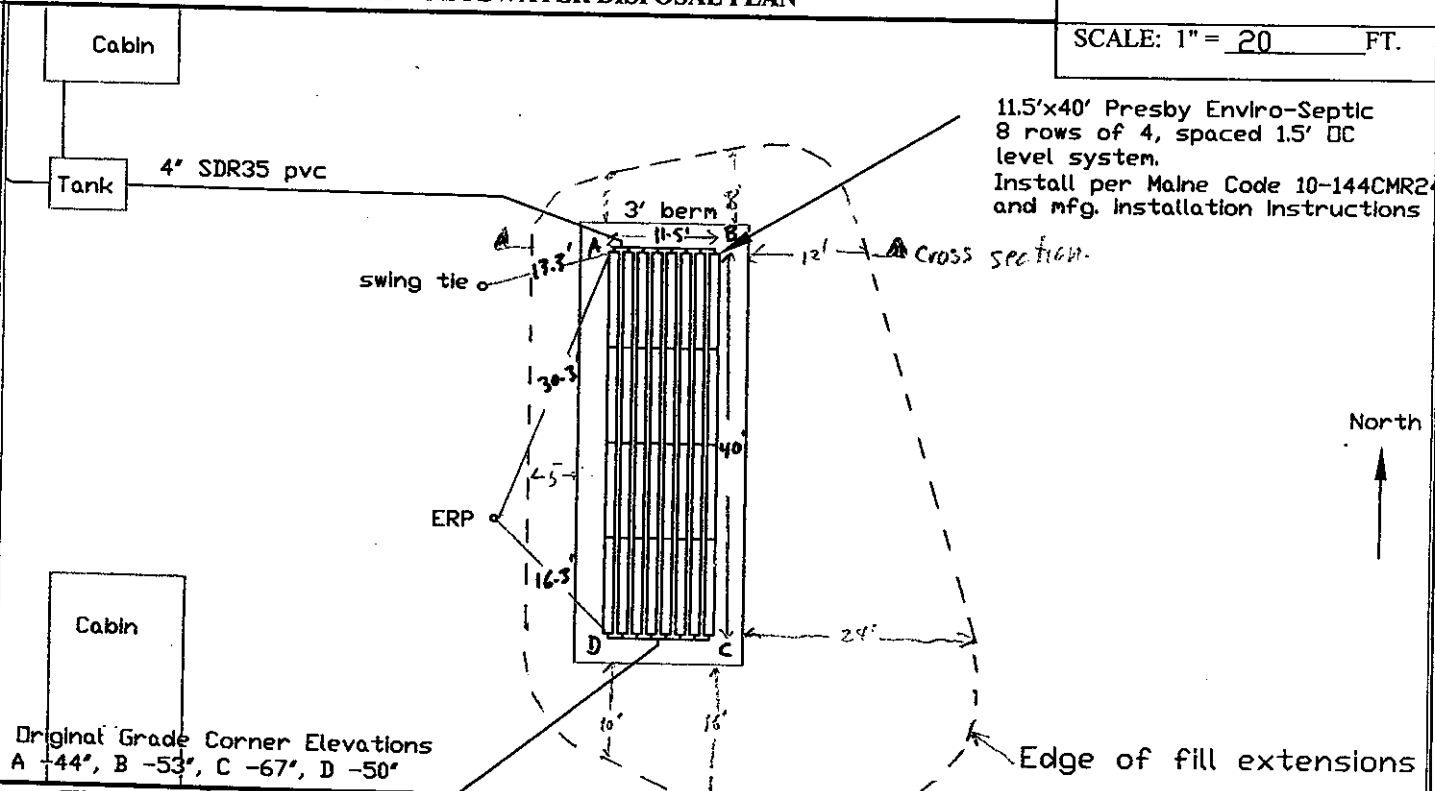 SCALE: 1" = 20 FT.
Cabin
11.5'x40' Presby Enviro-Septic
8 rows of 4, spaced 1.5' OC
level system.
Install per Maine Code 10-144CMR24
and mfg. installation instructions
4" SDR35 pvc
Tank
8'
3' berm
11.5'
A
B
12'
cross section.
13.3'
swing tie
30.3'
North
40'
5
ERP
16.3'
Cabin
D
C
10'
Original Grade Corner Elevations
A -44", B -53", C -67", D -50"
Edge of fill extensions